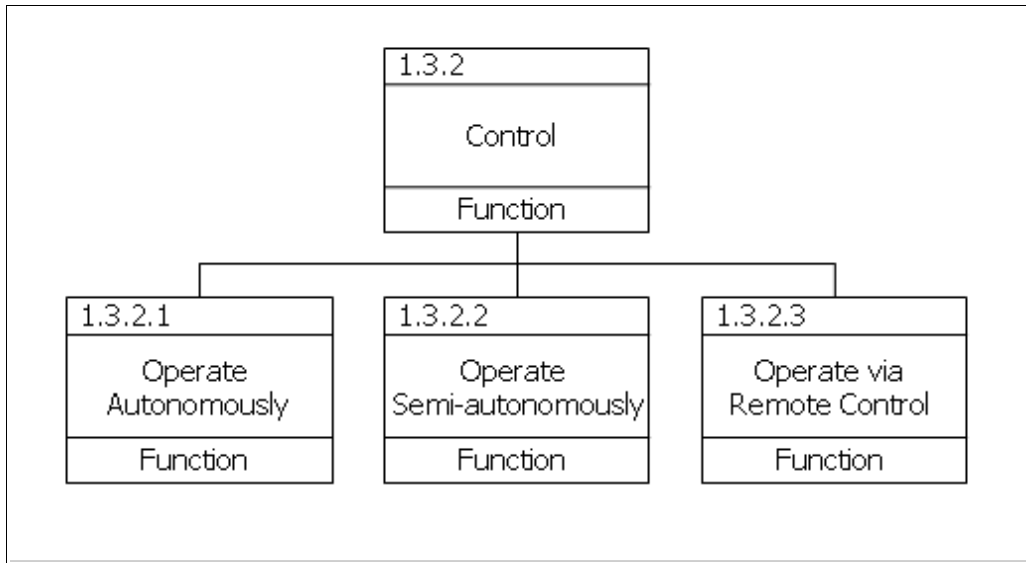 1.3.2
Control
Function
1.3.2.1
Operate
Autonomously
Function
1.3.2.2
Operate
Semi-autonomously
Function
1.3.2.3
Operate via
Remote Control
Function